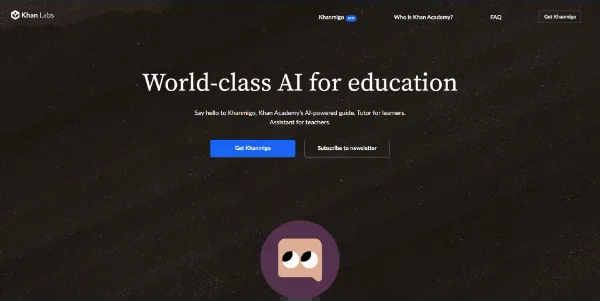 Khan Labs
Khanmigo
Who is Khan Academy?
FAQ
Get Khanmigo
World-class AI for education
Say hello to Khanmigo, Khan Academy's AI-powered guide. Tutor for learners.
Assistant for teachers.
Get Khanmigo
Subscribe to newsletter